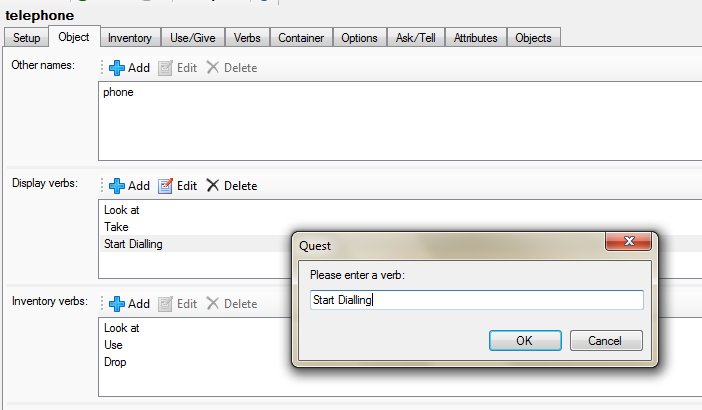 telephone
Setup Object Inventory Use/Give Verbs Container Options Ask/Tell Attributes Objects
Other names: Add Edit Delete
phone
Display verbs: Add Edit Delete
Look at
Take
Start Dialling
Quest
Please enter a verb:
Start Dialling
OK Cancel
Inventory verbs: Add Edit Delete
Look at
Use
Drop